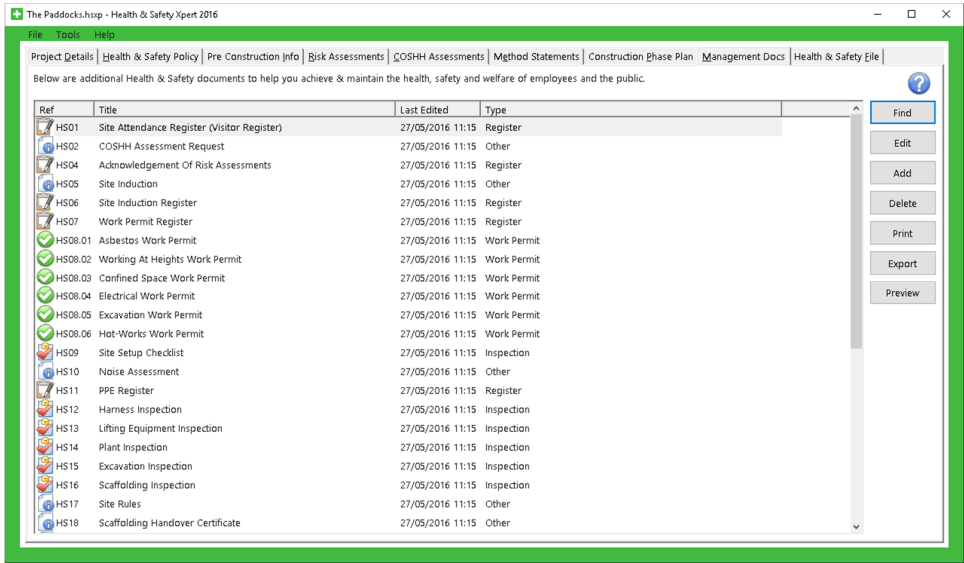 The Paddocks.hsxp - Health & Safety Xpert 2016
File Tools Help
Project Details Health & Safety Policy Pre Construction Info Risk Assessments COSHH Assessments Method Statements Construction Phase Plan Management Docs Health & Safety File
Below are additional Health & Safety documents to help you achieve & maintain the health, safety and welfare of employees and the public.
Ref Title Last Edited Type
HS01 Site Attendance Register (Visitor Register) 27/05/2016 11:15 Register
HS02 COSHH Assessment Request 27/05/2016 11:15 Other
HS04 Acknowledgement Of Risk Assessments 27/05/2016 11:15 Register
HS05 Site Induction 27/05/2016 11:15 Other
HS06 Site Induction Register 27/05/2016 11:15 Register
HS07 Work Permit Register 27/05/2016 11:15 Register
HS08.01 Asbestos Work Permit 27/05/2016 11:15 Work Permit
HS08.02 Working At Heights Work Permit 27/05/2016 11:15 Work Permit
HS08.03 Confined Space Work Permit 27/05/2016 11:15 Work Permit
HS08.04 Electrical Work Permit 27/05/2016 11:15 Work Permit
HS08.05 Excavation Work Permit 27/05/2016 11:15 Work Permit
HS08.06 Hot-Works Work Permit 27/05/2016 11:15 Work Permit
HS09 Site Setup Checklist 27/05/2016 11:15 Inspection
HS10 Noise Assessment 27/05/2016 11:15 Other
HS11 PPE Register 27/05/2016 11:15 Register
HS12 Harness Inspection 27/05/2016 11:15 Inspection
HS13 Lifting Equipment Inspection 27/05/2016 11:15 Inspection
HS14 Plant Inspection 27/05/2016 11:15 Inspection
HS15 Excavation Inspection 27/05/2016 11:15 Inspection
HS16 Scaffolding Inspection 27/05/2016 11:15 Inspection
HS17 Site Rules 27/05/2016 11:15 Other
HS18 Scaffolding Handover Certificate 27/05/2016 11:15 Other
?
Find
Edit
Add
Delete
Print
Export
Preview